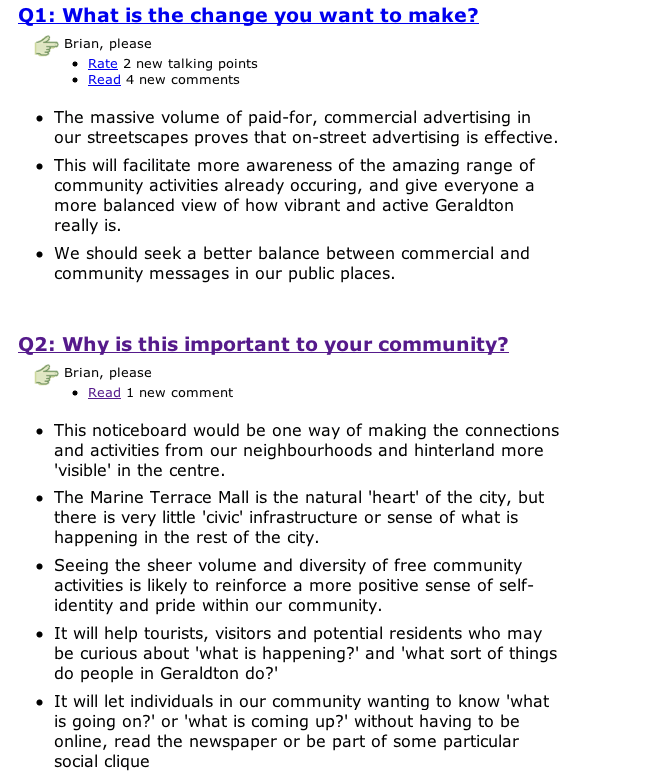 Q1: What is the change you want to make?
Brian, please
• Rate 2 new talking points
• Read 4 new comments
• The massive volume of paid-for, commercial advertising in
our streetscapes proves that on-street advertising is effective.
• This will facilitate more awareness of the amazing range of
community activities already occuring, and give everyone a
more balanced view of how vibrant and active Geraldton
really is.
• We should seek a better balance between commercial and
community messages in our public places.
Q2: Why is this important to your community?
Brian, please
• Read 1 new comment
• This noticeboard would be one way of making the connections
and activities from our neighbourhoods and hinterland more
'visible' in the centre.
• The Marine Terrace Mall is the natural 'heart' of the city, but
there is very little 'civic' infrastructure or sense of what is
happening in the rest of the city.
• Seeing the sheer volume and diversity of free community
activities is likely to reinforce a more positive sense of self-
identity and pride within our community.
• It will help tourists, visitors and potential residents who may
be curious about 'what is happening?' and 'what sort of things
do people in Geraldton do?'
• It will let individuals in our community wanting to know 'what
is going on?' or 'what is coming up?' without having to be
online, read the newspaper or be part of some particular
social clique